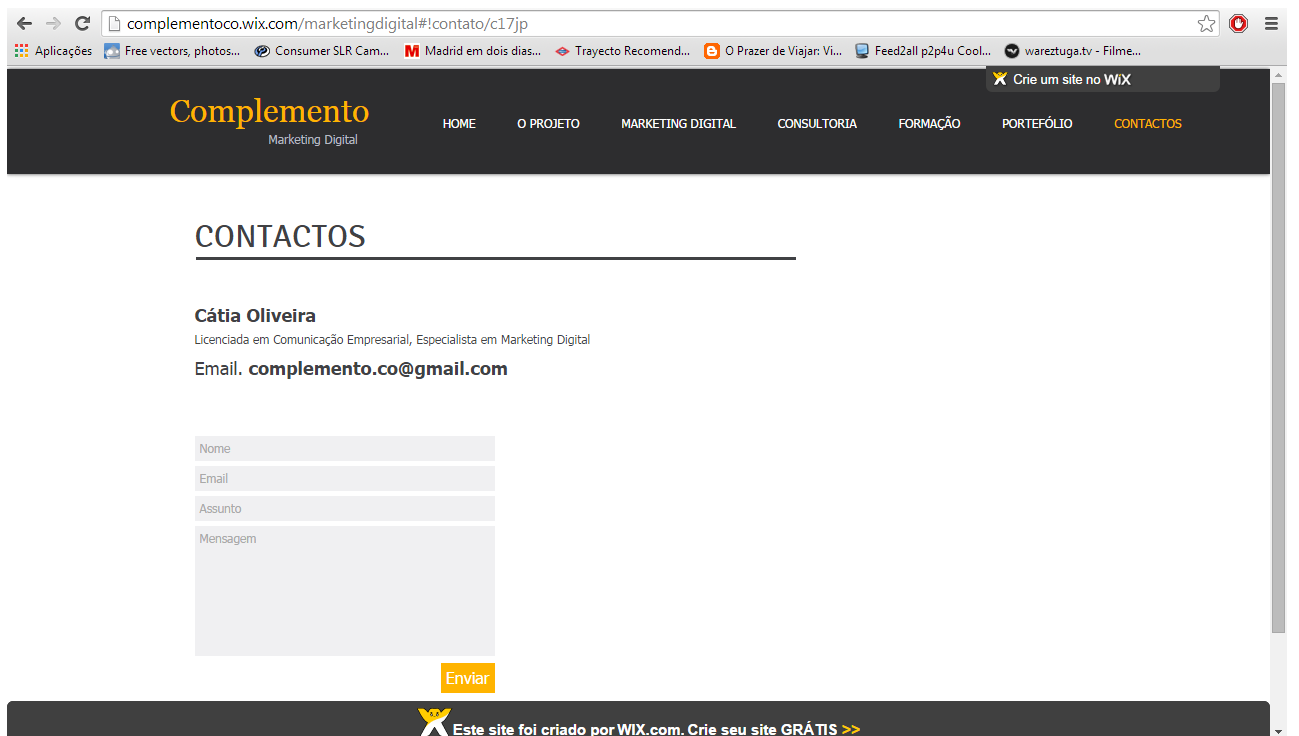 complementoco.wix.com/marketingdigital#!contato/c17jp
Aplicações Free vectors, photos... Consumer SLR Cam... Madrid em dois dias... Trayecto Recomend... O Prazer de Viajar: Vi... Feed2all p2p4u Cool... wareztuga.tv - Filme...
Crie um site no WiX
Complemento
Marketing Digital
HOME O PROJETO MARKETING DIGITAL CONSULTORIA FORMAÇÃO PORTEFÓLIO CONTACTOS
CONTACTOS
Cátia Oliveira
Licenciada em Comunicação Empresarial, Especialista em Marketing Digital
Email. complemento.co@gmail.com
Nome
Email
Assunto
Mensagem
Enviar
Este site foi criado por WIX.com. Crie seu site GRÁTIS >>